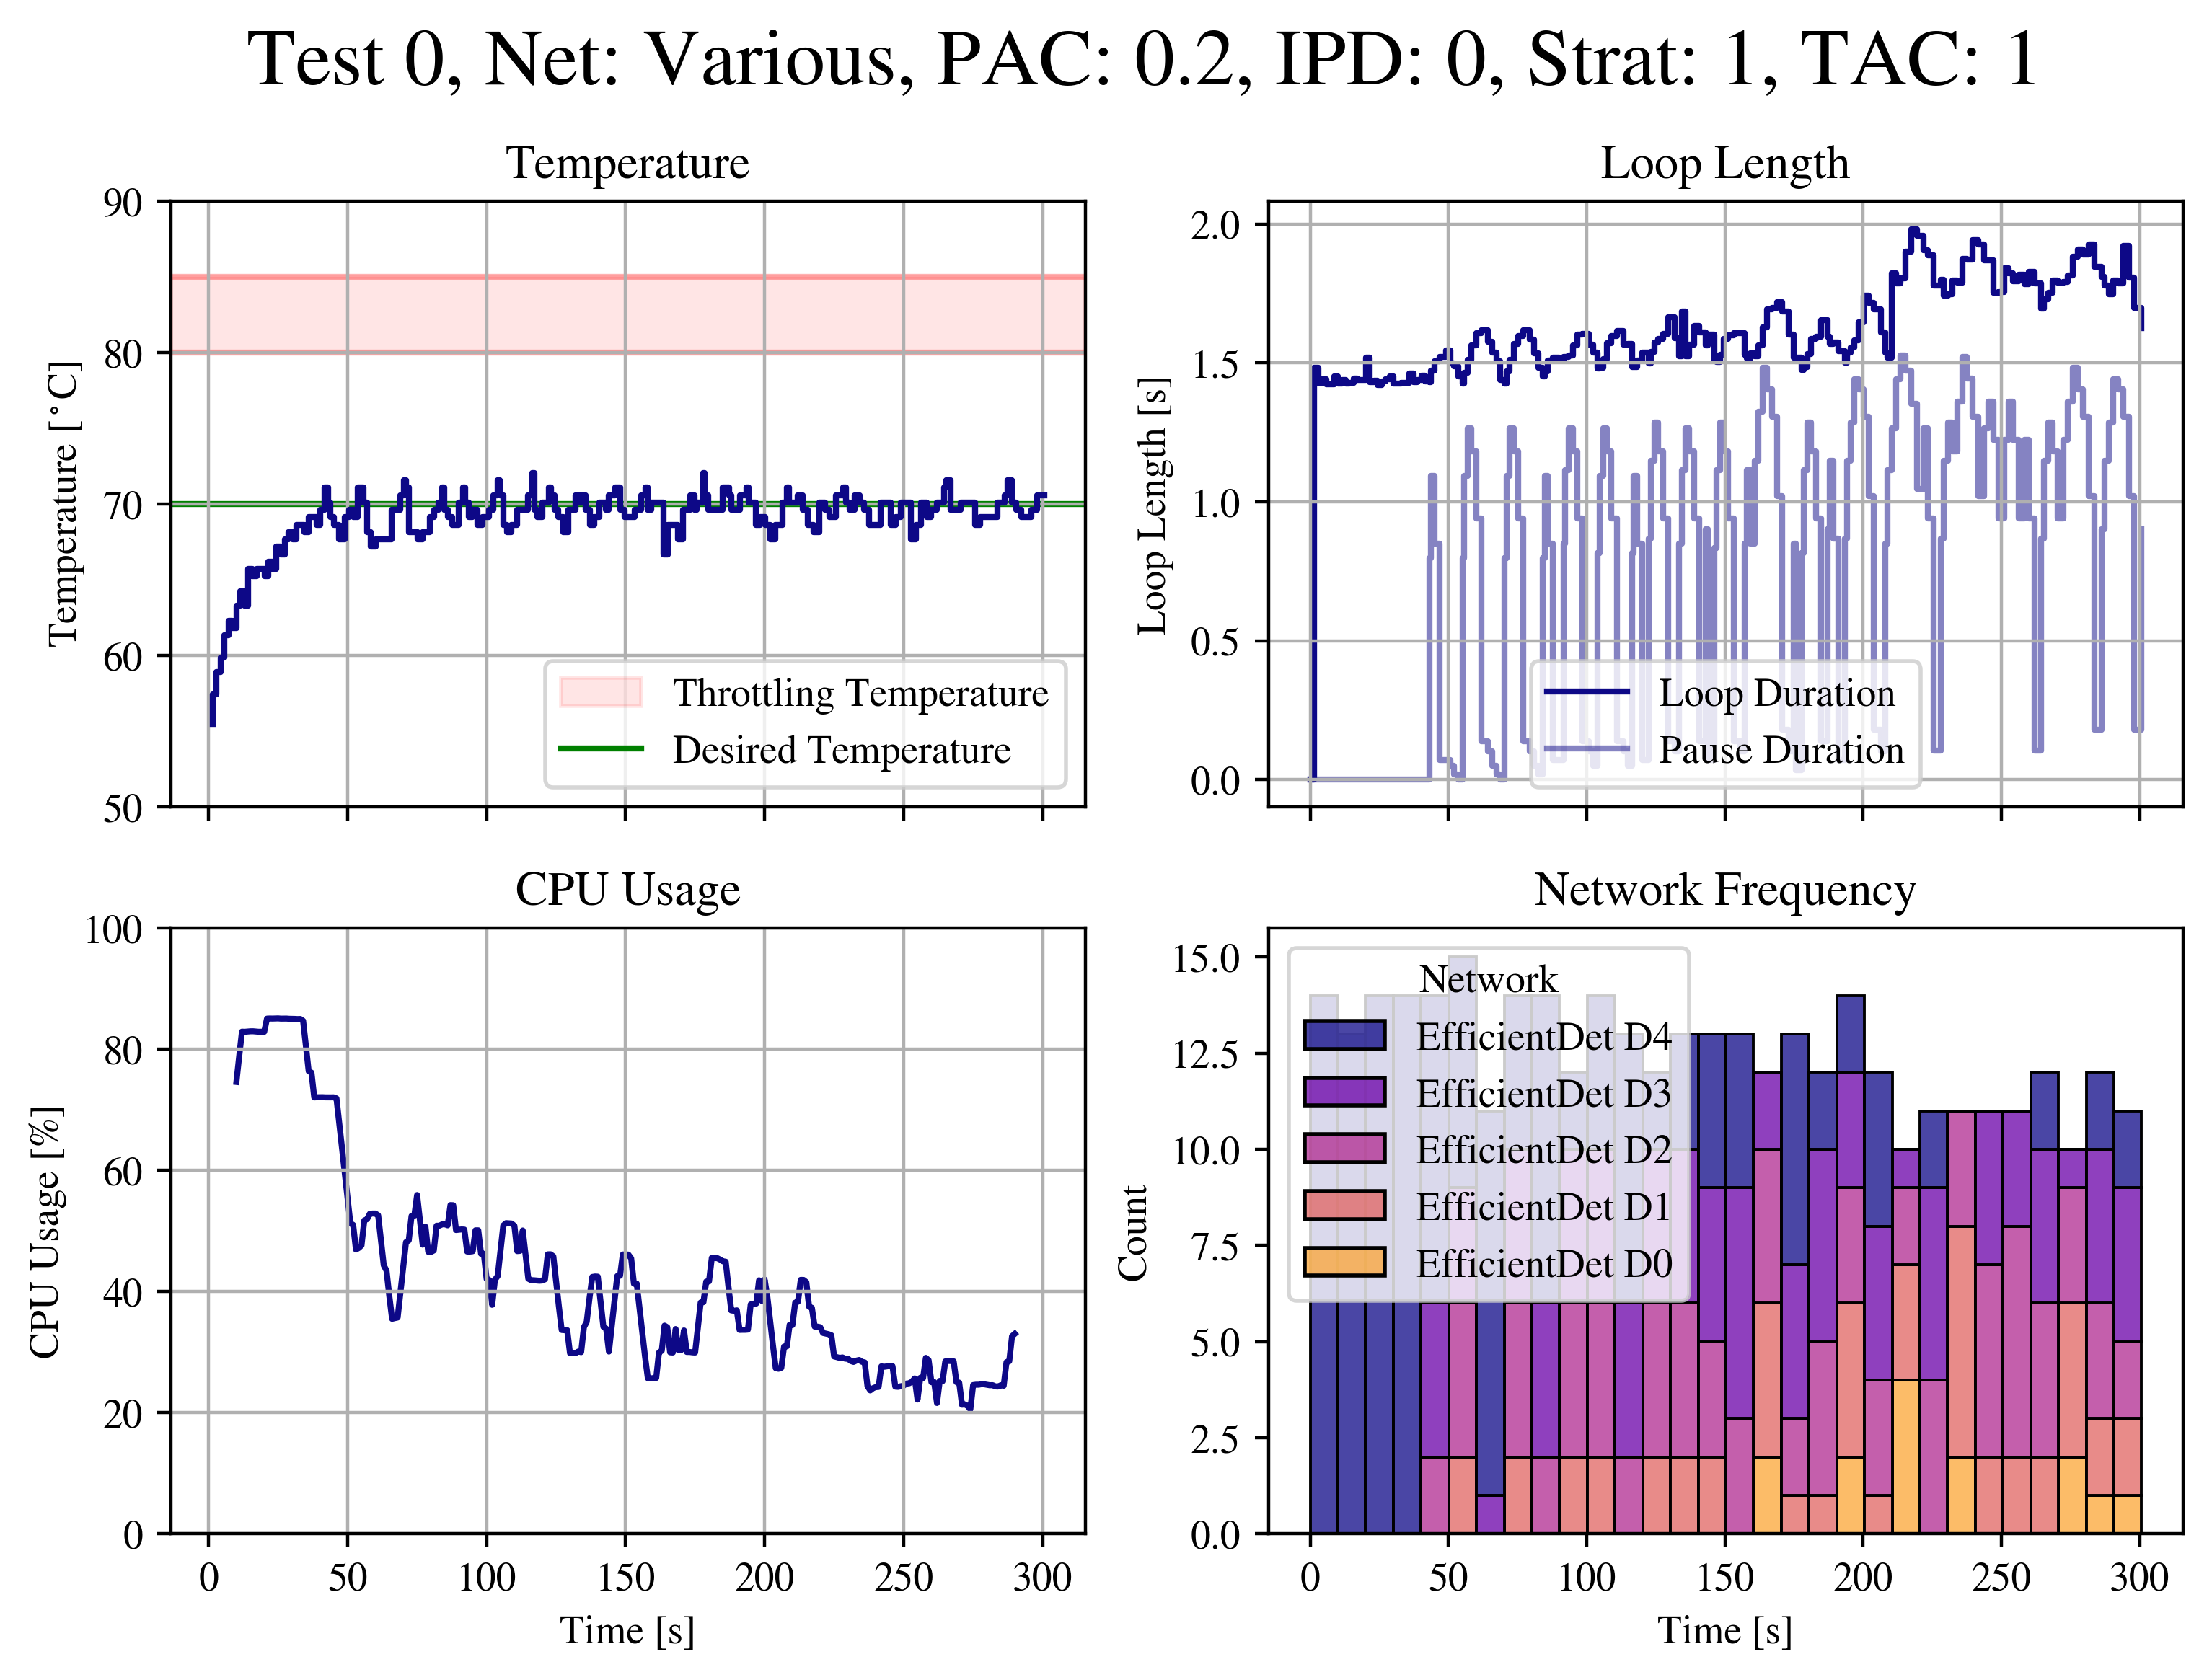 Test 0, Net: Various, PAC: 0.2, IPD: 0, Strat: 1, TAC: 1
Temperature
90
80
70
60
50
Temperature [°C]
Throttling Temperature
Desired Temperature
Loop Length
2.0
1.5
1.0
0.5
0.0
Loop Length [s]
Loop Duration
Pause Duration
CPU Usage
100
80
60
40
20
0
CPU Usage [%]
0 50 100 150 200 250 300
Time [s]
Network Frequency
15.0
12.5
10.0
7.5
5.0
2.5
0.0
Count
Network
EfficientDet D4
EfficientDet D3
EfficientDet D2
EfficientDet D1
EfficientDet D0
0 50 100 150 200 250 300
Time [s]